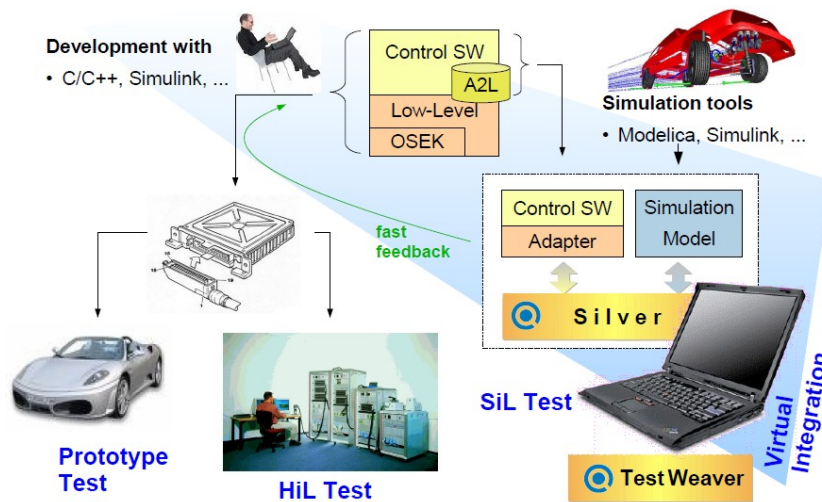 Development with
• C/C++, Simulink, ...
Control SW
A2L
Low-Level
OSEK
Simulation tools
• Modelica, Simulink, ...
fast
feedback
Control SW
Adapter
Simulation
Model
Silver
SiL Test
Virtual
Integration
TestWeaver
Prototype
Test
HiL Test